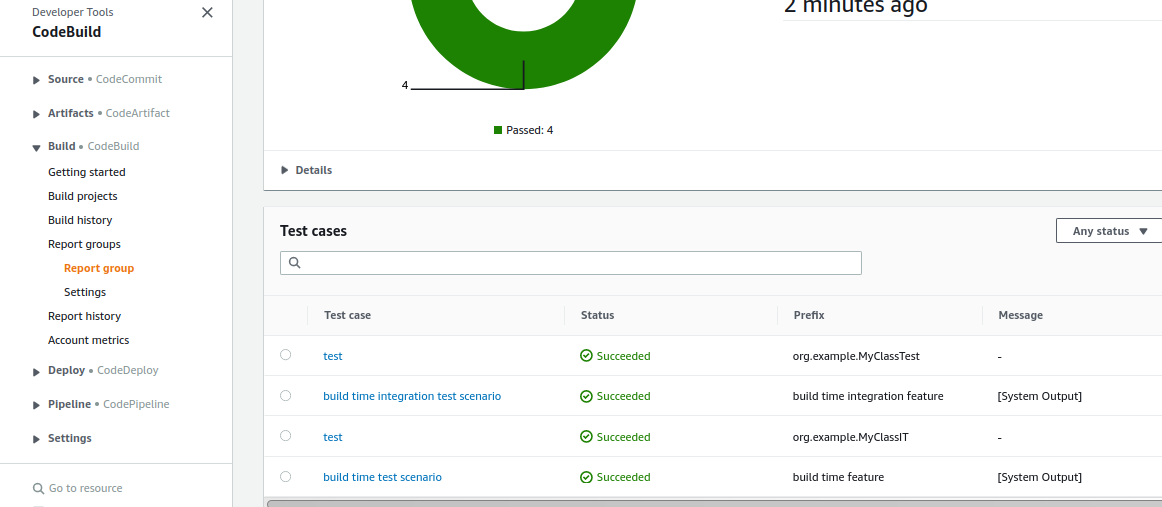 Developer Tools
CodeBuild
Source • CodeCommit
Artifacts • CodeArtifact
Build • CodeBuild
Getting started
Build projects
Build history
Report groups
Report group
Settings
Report history
Account metrics
Deploy • CodeDeploy
Pipeline • CodePipeline
Settings
Go to resource
2 minutes ago
4
Passed: 4
Details
Test cases
Any status
Test case Status Prefix Message
test Succeeded org.example.MyClassTest -
build time integration test scenario Succeeded build time integration feature [System Output]
test Succeeded org.example.MyClassIT -
build time test scenario Succeeded build time feature [System Output]